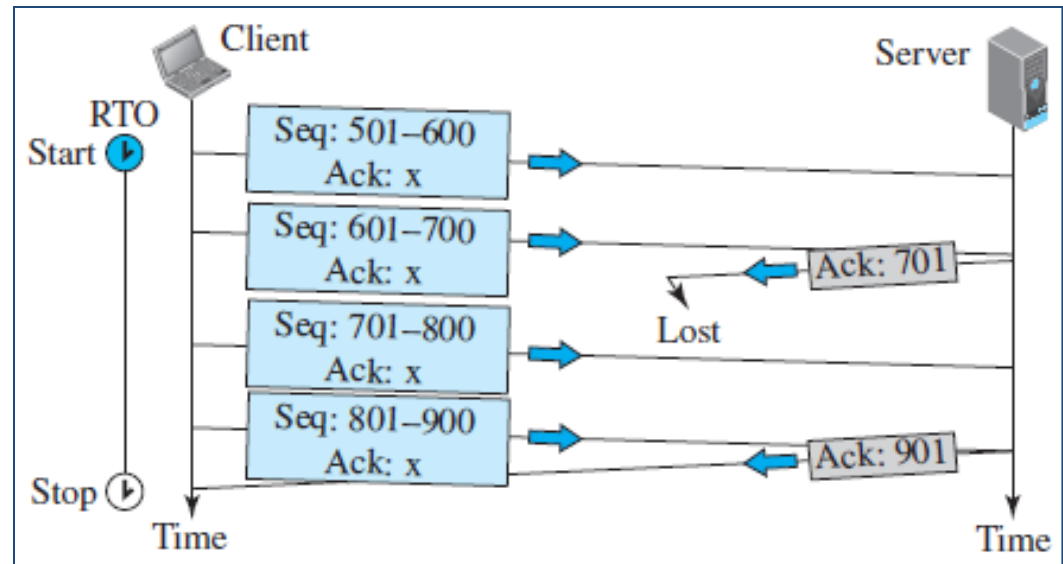 Client
Server
RTO
Start
Seq: 501–600
Ack: x
Seq: 601–700
Ack: x
Ack: 701
Lost
Seq: 701–800
Ack: x
Seq: 801–900
Ack: x
Ack: 901
Stop
Time
Time